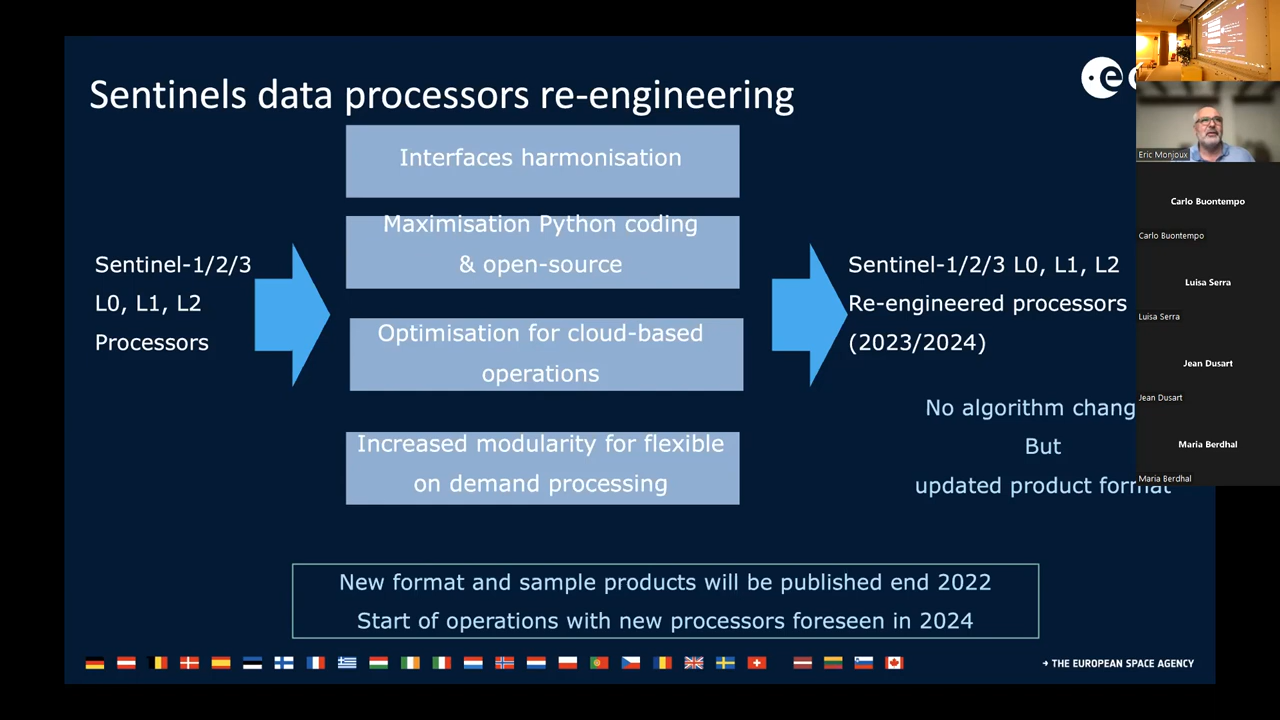 Sentinels data processors re-engineering
Interfaces harmonisation
Maximisation Python coding
& open-source
Optimisation for cloud-based
operations
Increased modularity for flexible
on demand processing
Sentinel-1/2/3
L0, L1, L2
Processors
Sentinel-1/2/3 L0, L1, L2
Re-engineered processors
(2023/2024)
No algorithm chang
But
updated product format
New format and sample products will be published end 2022
Start of operations with new processors foreseen in 2024
→ THE EUROPEAN SPACE AGENCY
Eric Monjoux
Carlo Buontempo
Carlo Buontempo
Luisa Serra
Luisa Serra
Jean Dusart
Jean Dusart
Maria Berdhal
Maria Berdhal